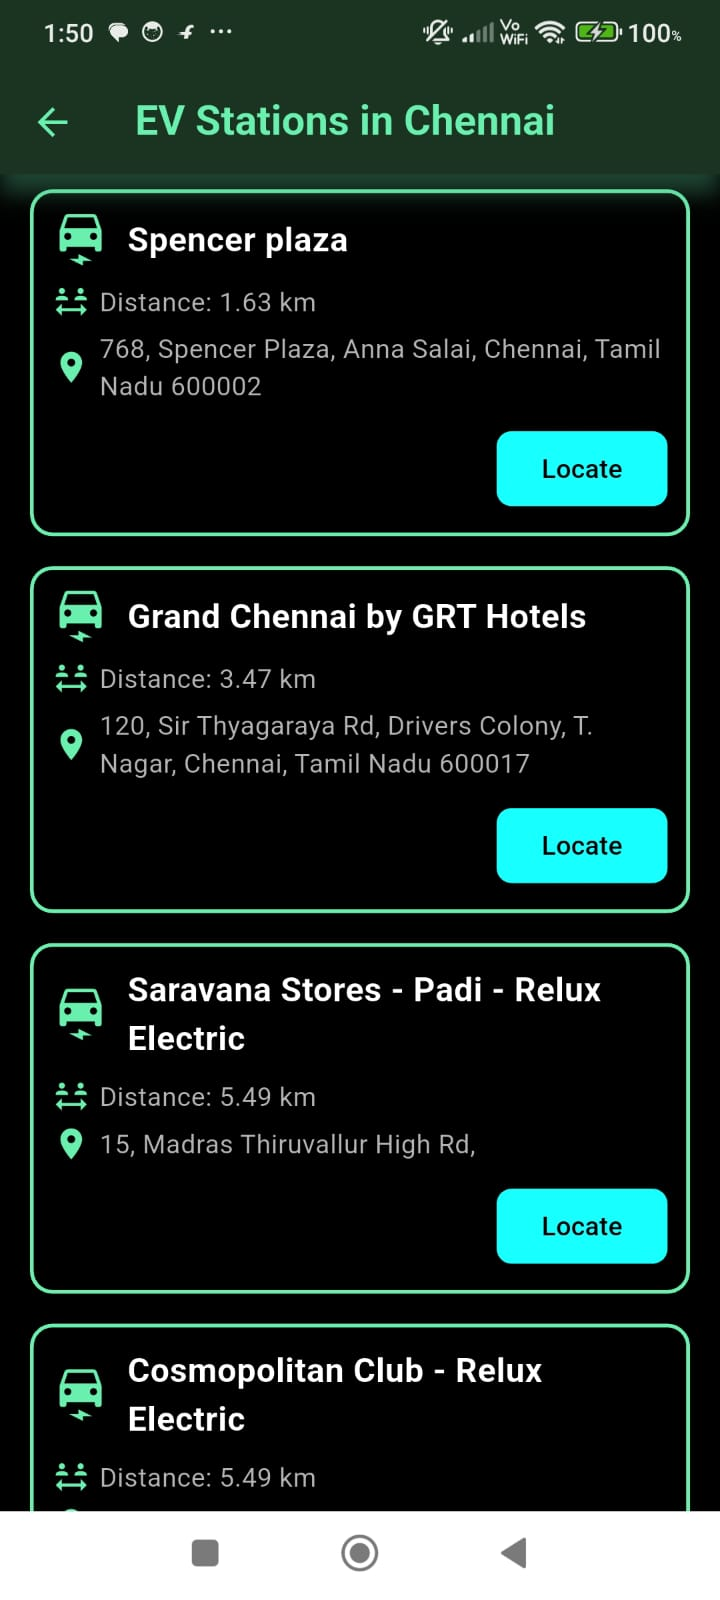 1:50
Vo
WiFi
100%
EV Stations in Chennai
Spencer plaza
Distance: 1.63 km
768, Spencer Plaza, Anna Salai, Chennai, Tamil
Nadu 600002
Locate
Grand Chennai by GRT Hotels
Distance: 3.47 km
120, Sir Thyagaraya Rd, Drivers Colony, T.
Nagar, Chennai, Tamil Nadu 600017
Locate
Saravana Stores - Padi - Relux
Electric
Distance: 5.49 km
15, Madras Thiruvallur High Rd,
Locate
Cosmopolitan Club - Relux
Electric
Distance: 5.49 km